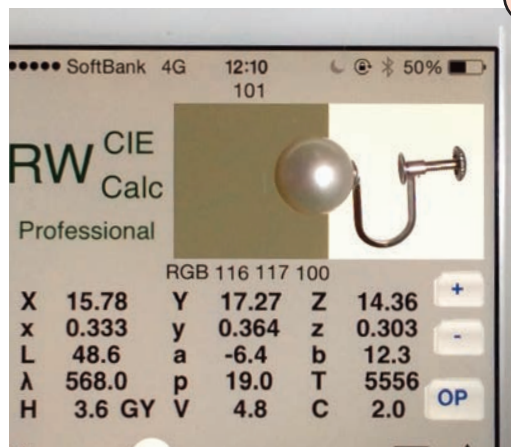 SoftBank 4G 12:10 50%
101
RW CIE
Calc
Professional
RGB 116 117 100
X 15.78 Y 17.27 Z 14.36
x 0.333 y 0.364 z 0.303
L 48.6 a -6.4 b 12.3
λ 568.0 p 19.0 T 5556
H 3.6 GY V 4.8 C 2.0
+
-
OP